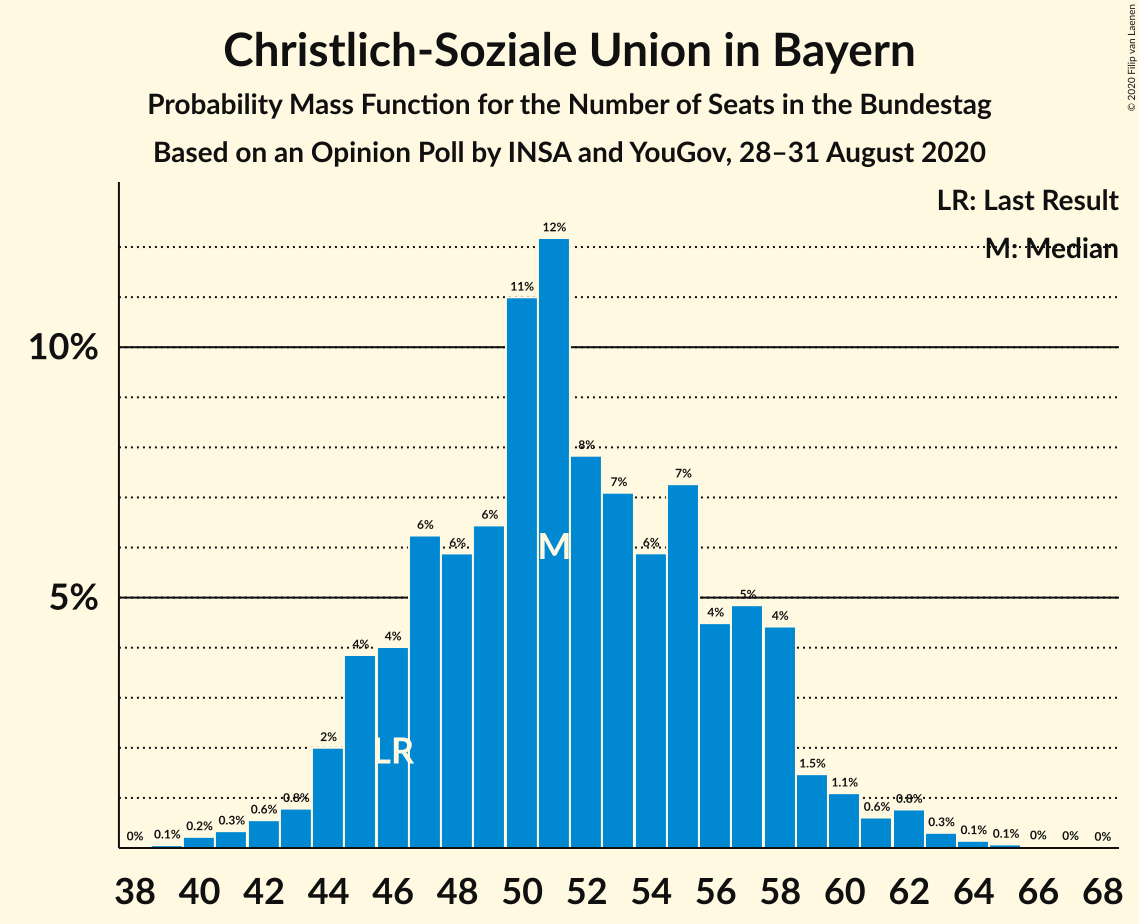 Christlich-Soziale Union in Bayern
Probability Mass Function for the Number of Seats in the Bundestag
Based on an Opinion Poll by INSA and YouGov, 28–31 August 2020
© 2020 Filip van Laenen
LR: Last Result
M: Median
10%
5%
0% 0.1% 0.2% 0.3% 0.6% 0.8% 2% 4% 4% 6% 6% 6% 11% 12% 8% 7% 6% 7% 4% 5% 4% 1.5% 1.1% 0.6% 0.8% 0.3% 0.1% 0.1% 0% 0% 0%
M
LR
38 40 42 44 46 48 50 52 54 56 58 60 62 64 66 68